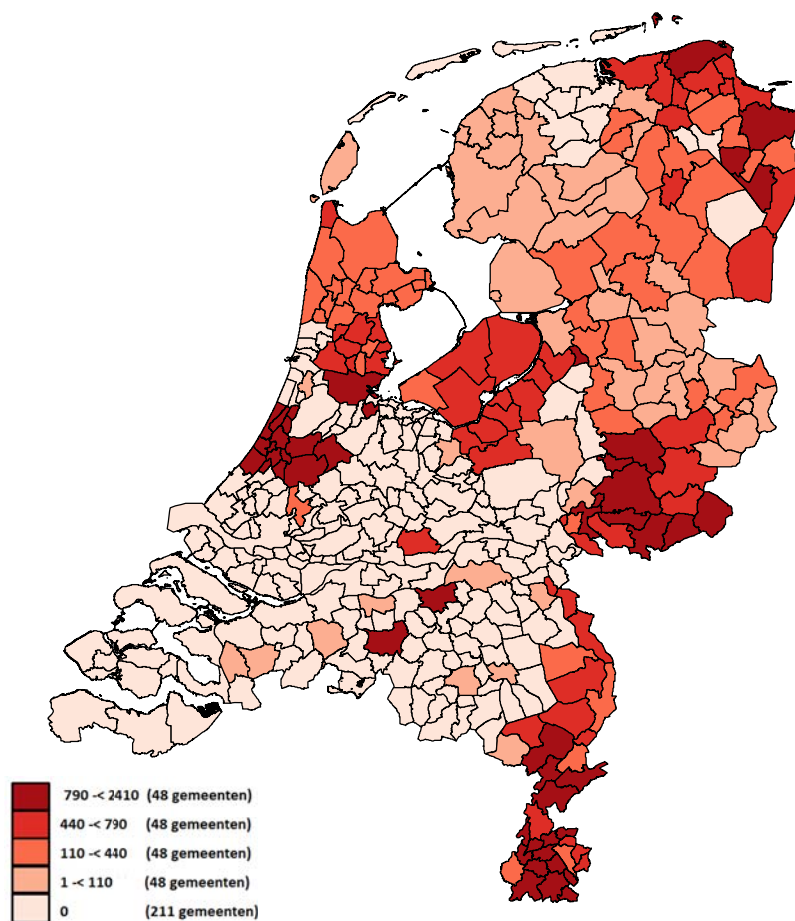 790 -< 2410 (48 gemeenten)
440 -< 790 (48 gemeenten)
110 -< 440 (48 gemeenten)
1 -< 110 (48 gemeenten)
0 (211 gemeenten)